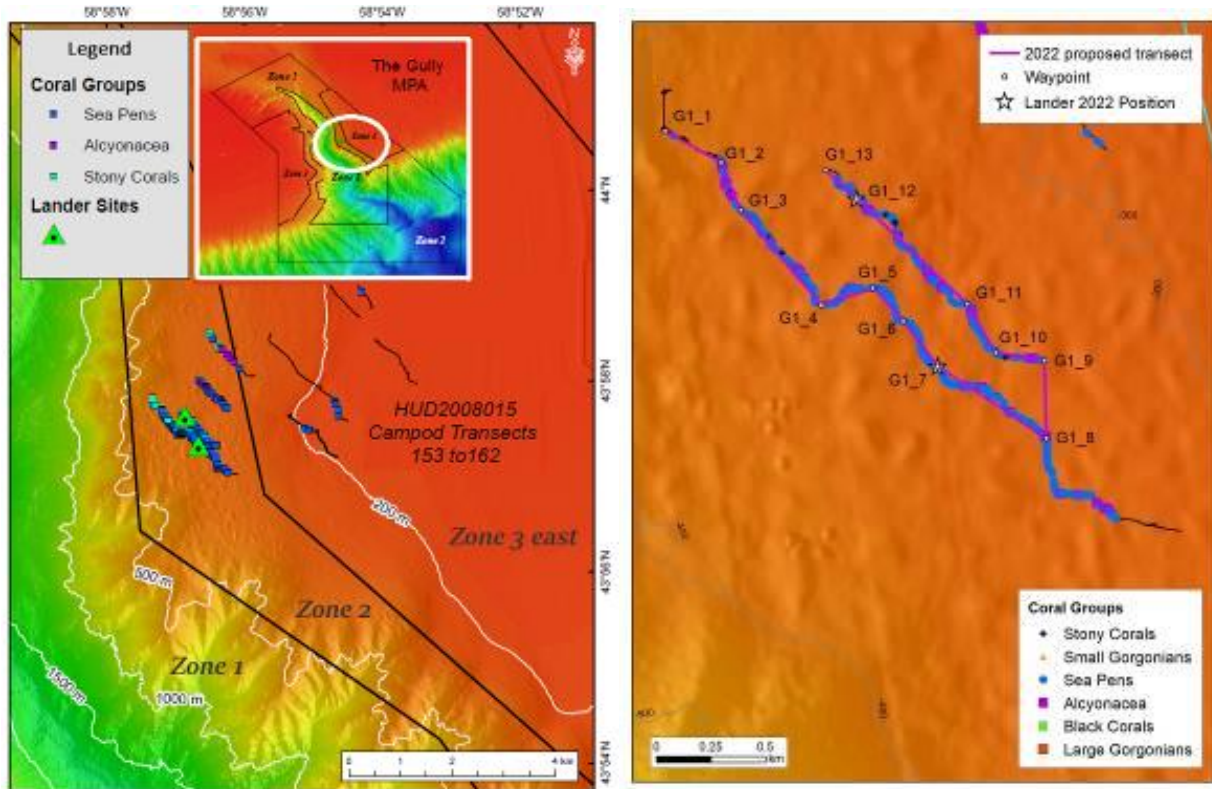 58°58'W
58°56'W
58°54'W
58°52'W
Legend
Coral Groups
Sea Pens
Alcyonacea
Stony Corals
Lander Sites
The Gully
MPA
Zone 2
N
44°N
43°58'N
43°56'N
43°54'N
HUD2008015
Campod Transects
153 to162
200 m
Zone 3 east
500 m
Zone 2
Zone 1
1000 m
1500 m
0 1 2 4 km
2022 proposed transect
Waypoint
Lander 2022 Position
G1_1
G1_2
G1_13
G1_12
G1_3
G1_5
G1_4
G1_6
G1_11
G1_10
G1_9
G1_7
G1_8
Coral Groups
Stony Corals
Small Gorgonians
Sea Pens
Alcyonacea
Black Corals
Large Gorgonians
0 0.25 0.5
km